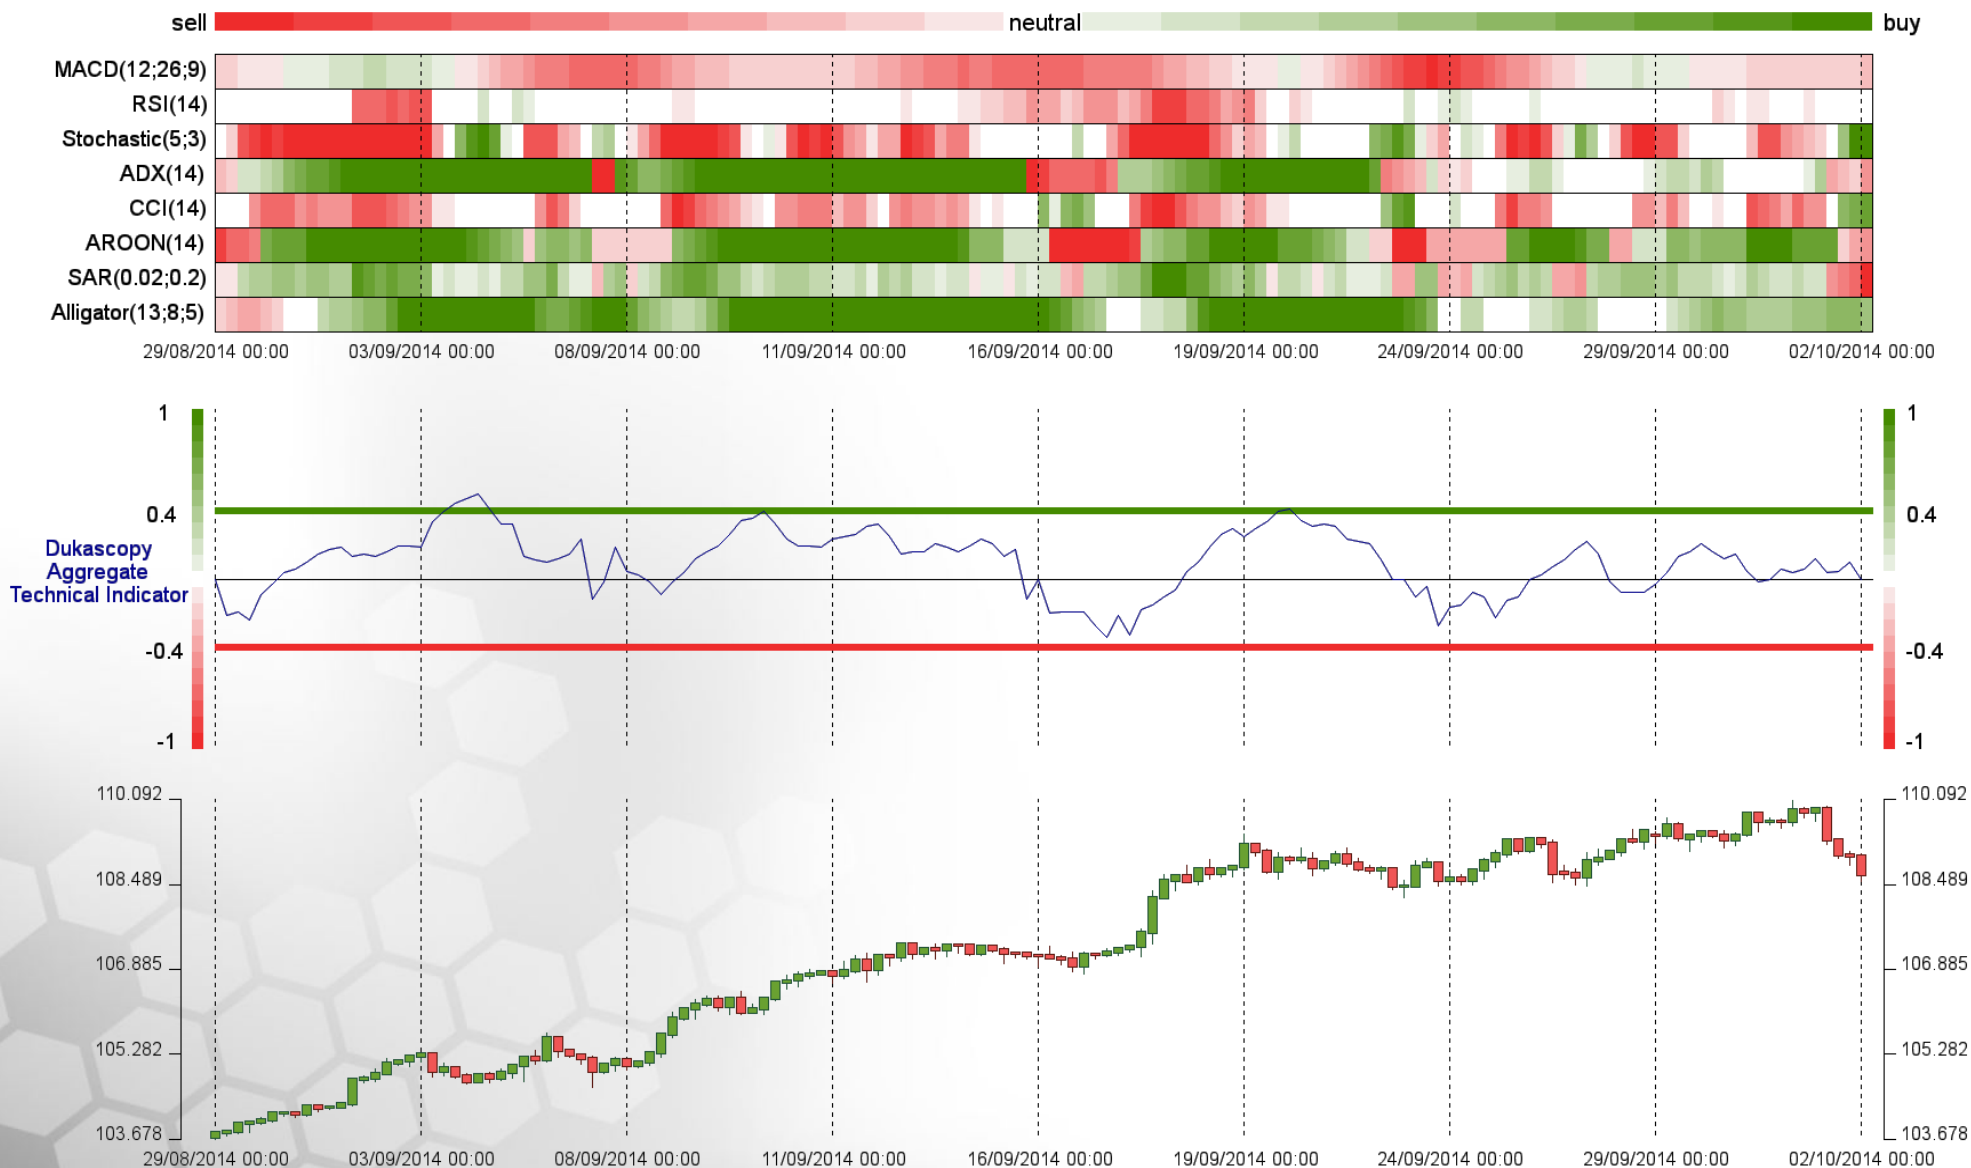 sell neutral buy
MACD(12;26;9)
RSI(14)
Stochastic(5;3)
ADX(14)
CCI(14)
AROON(14)
SAR(0.02;0.2)
Alligator(13;8;5)
29/08/2014 00:00 03/09/2014 00:00 08/09/2014 00:00 11/09/2014 00:00 16/09/2014 00:00 19/09/2014 00:00 24/09/2014 00:00 29/09/2014 00:00 02/10/2014 00:00
1 1
0.4 0.4
Dukascopy
Aggregate
Technical Indicator
-0.4 -0.4
-1 -1
110.092 110.092
108.489 108.489
106.885 106.885
105.282 105.282
103.678 103.678
29/08/2014 00:00 03/09/2014 00:00 08/09/2014 00:00 11/09/2014 00:00 16/09/2014 00:00 19/09/2014 00:00 24/09/2014 00:00 29/09/2014 00:00 02/10/2014 00:00